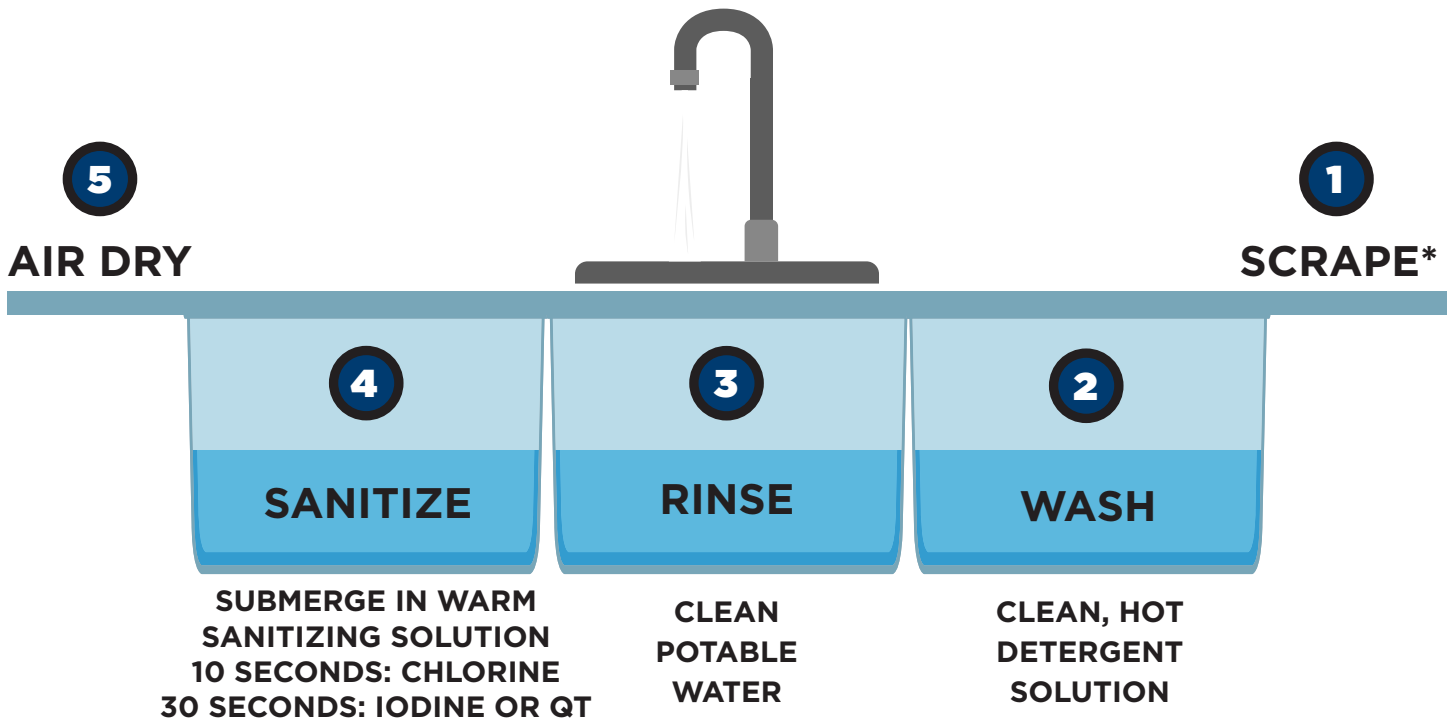 5
AIR DRY
1
SCRAPE*
4
SANITIZE
SUBMERGE IN WARM
SANITIZING SOLUTION
10 SECONDS: CHLORINE
30 SECONDS: IODINE OR QT
3
RINSE
CLEAN
POTABLE
WATER
2
WASH
CLEAN, HOT
DETERGENT
SOLUTION